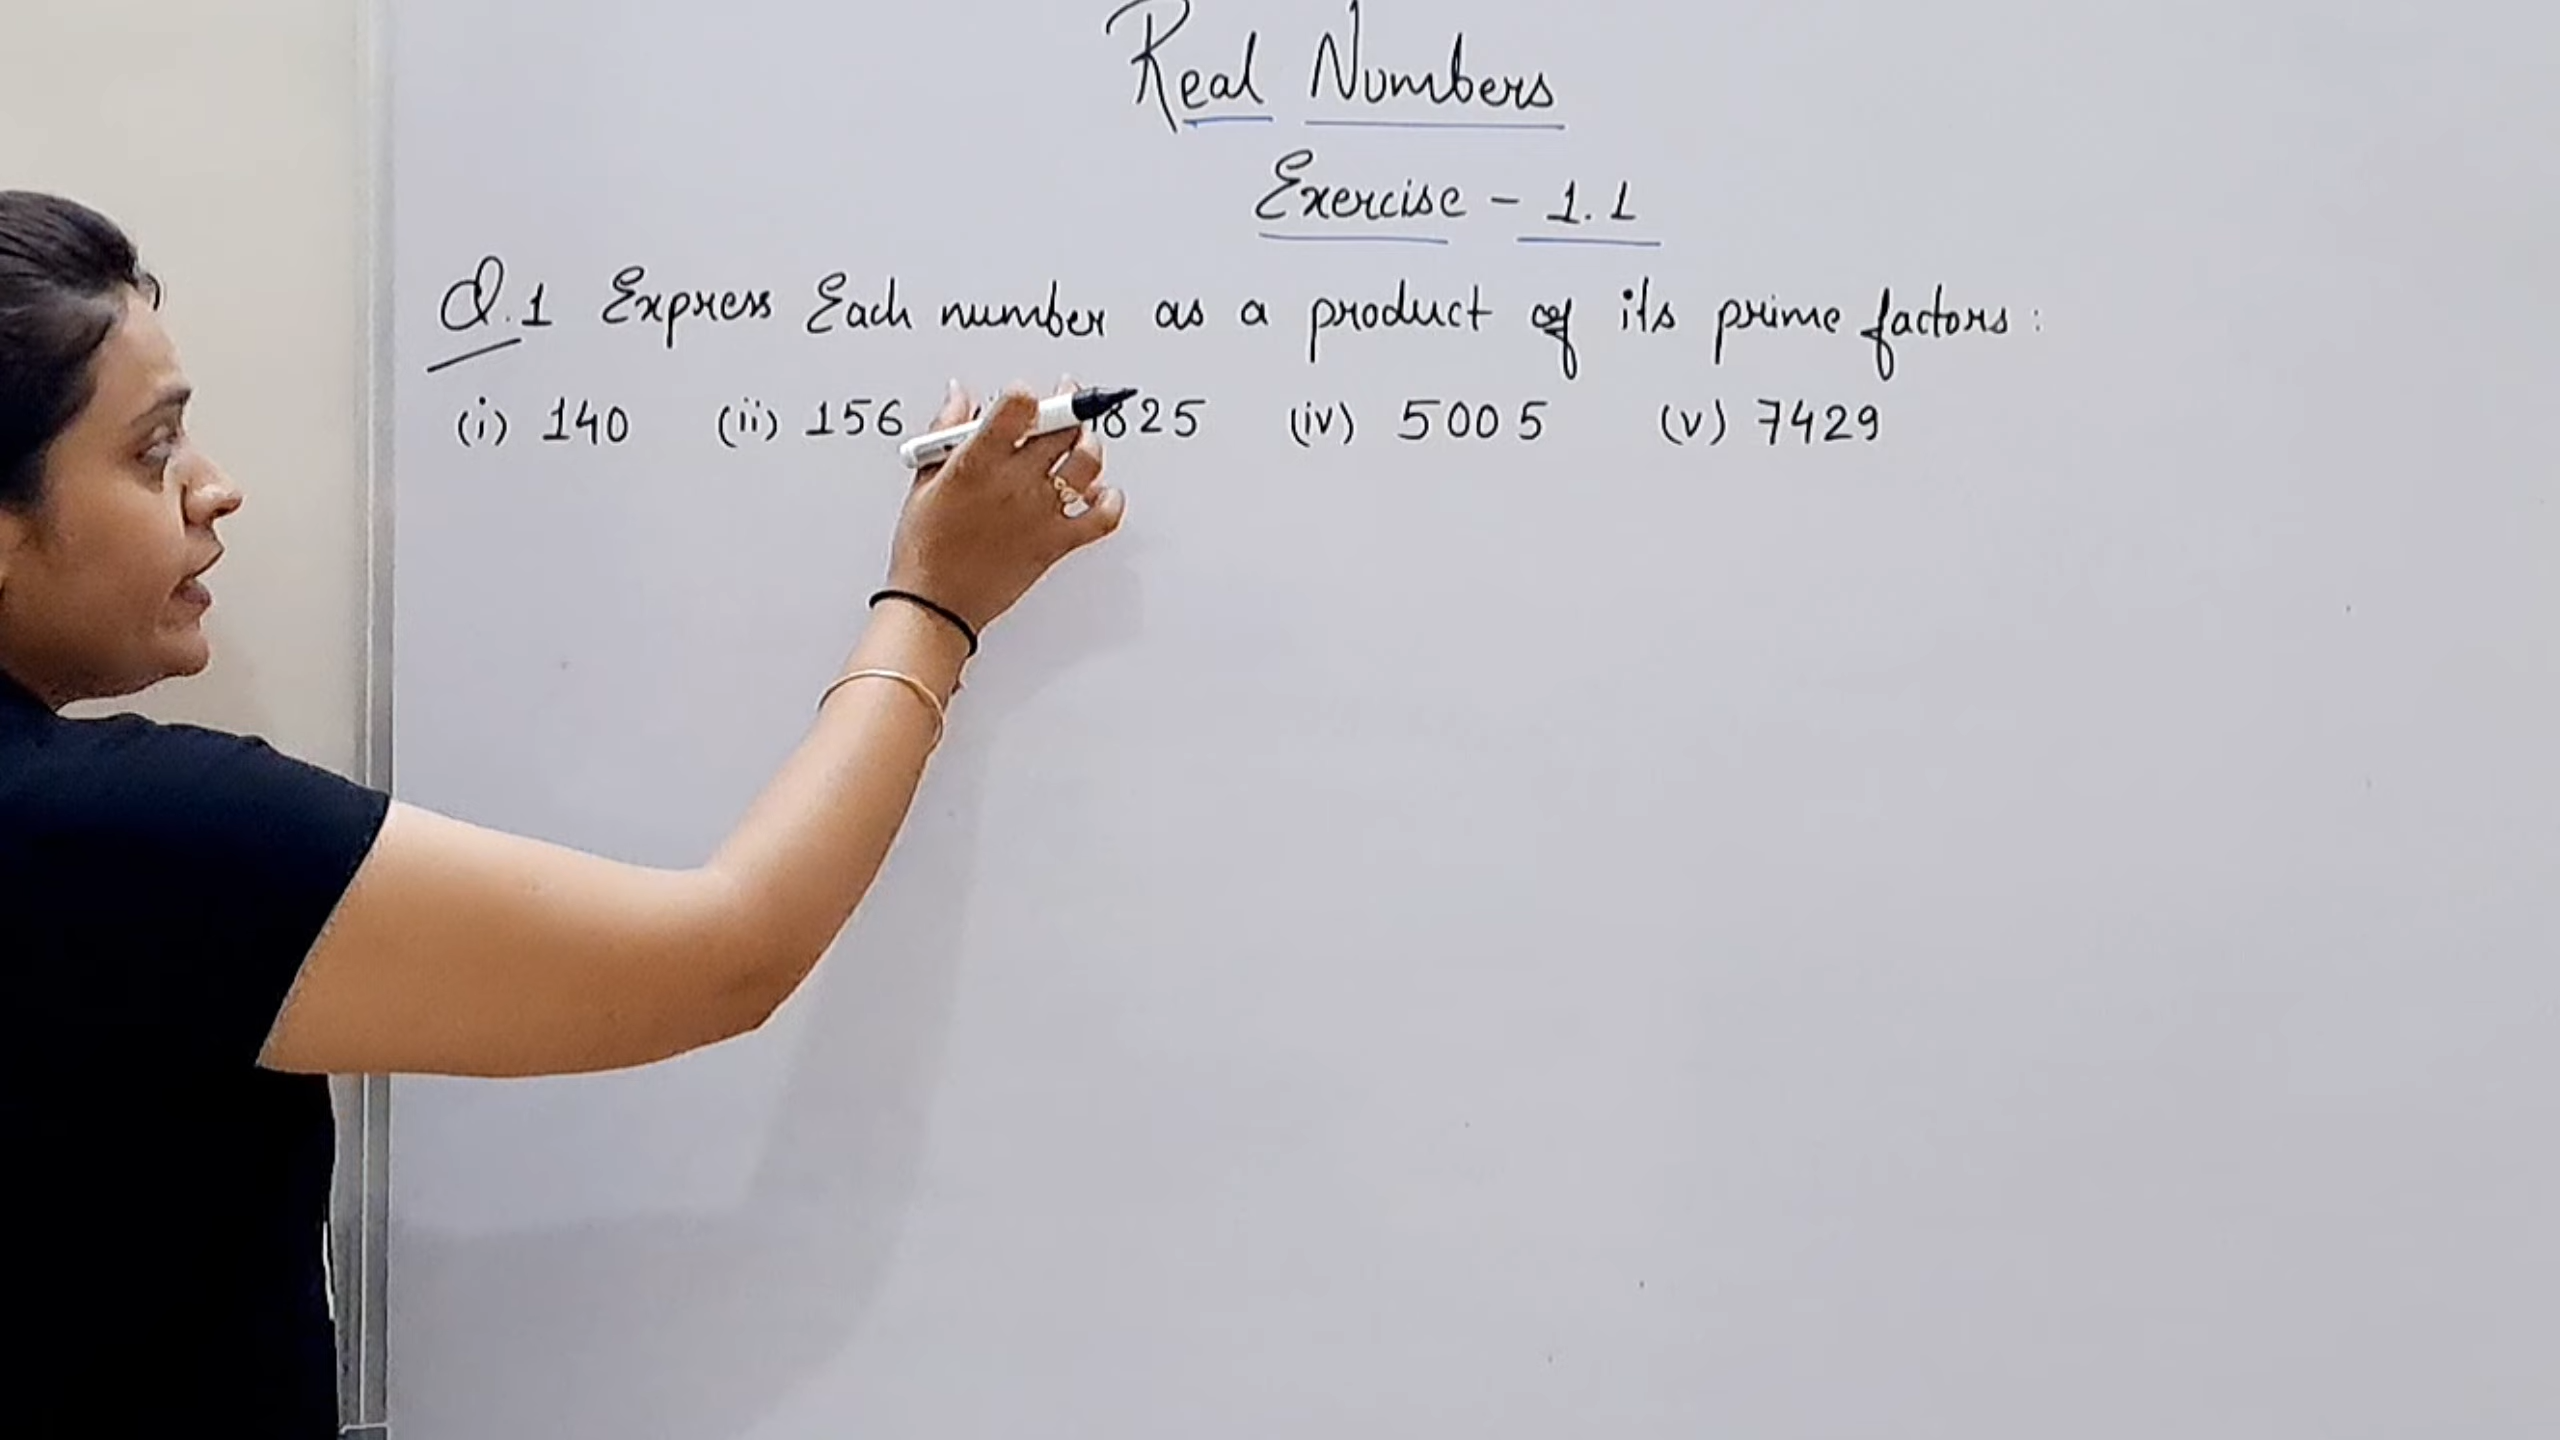 Real Numbers
Exercise - 1.1
Q.1 Express Each number as a product of its prime factors :
(i) 140 (ii) 156 825 (iv) 5005 (v) 7429